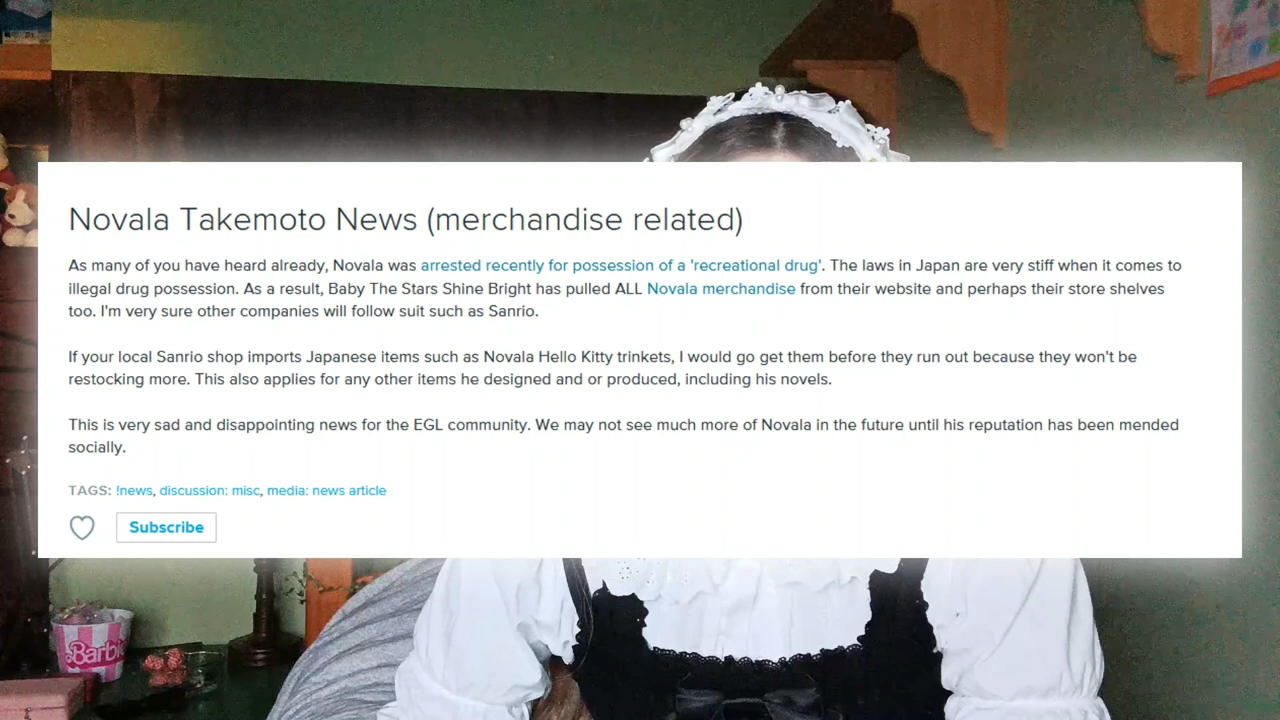 Novala Takemoto News (merchandise related)
As many of you have heard already, Novala was arrested recently for possession of a 'recreational drug'. The laws in Japan are very stiff when it comes to
illegal drug possession. As a result, Baby The Stars Shine Bright has pulled ALL Novala merchandise from their website and perhaps their store shelves
too. I'm very sure other companies will follow suit such as Sanrio.
If your local Sanrio shop imports Japanese items such as Novala Hello Kitty trinkets, I would go get them before they run out because they won't be
restocking more. This also applies for any other items he designed and or produced, including his novels.
This is very sad and disappointing news for the EGL community. We may not see much more of Novala in the future until his reputation has been mended
socially.
TAGS: !news, discussion: misc, media: news article
Subscribe
Barbie